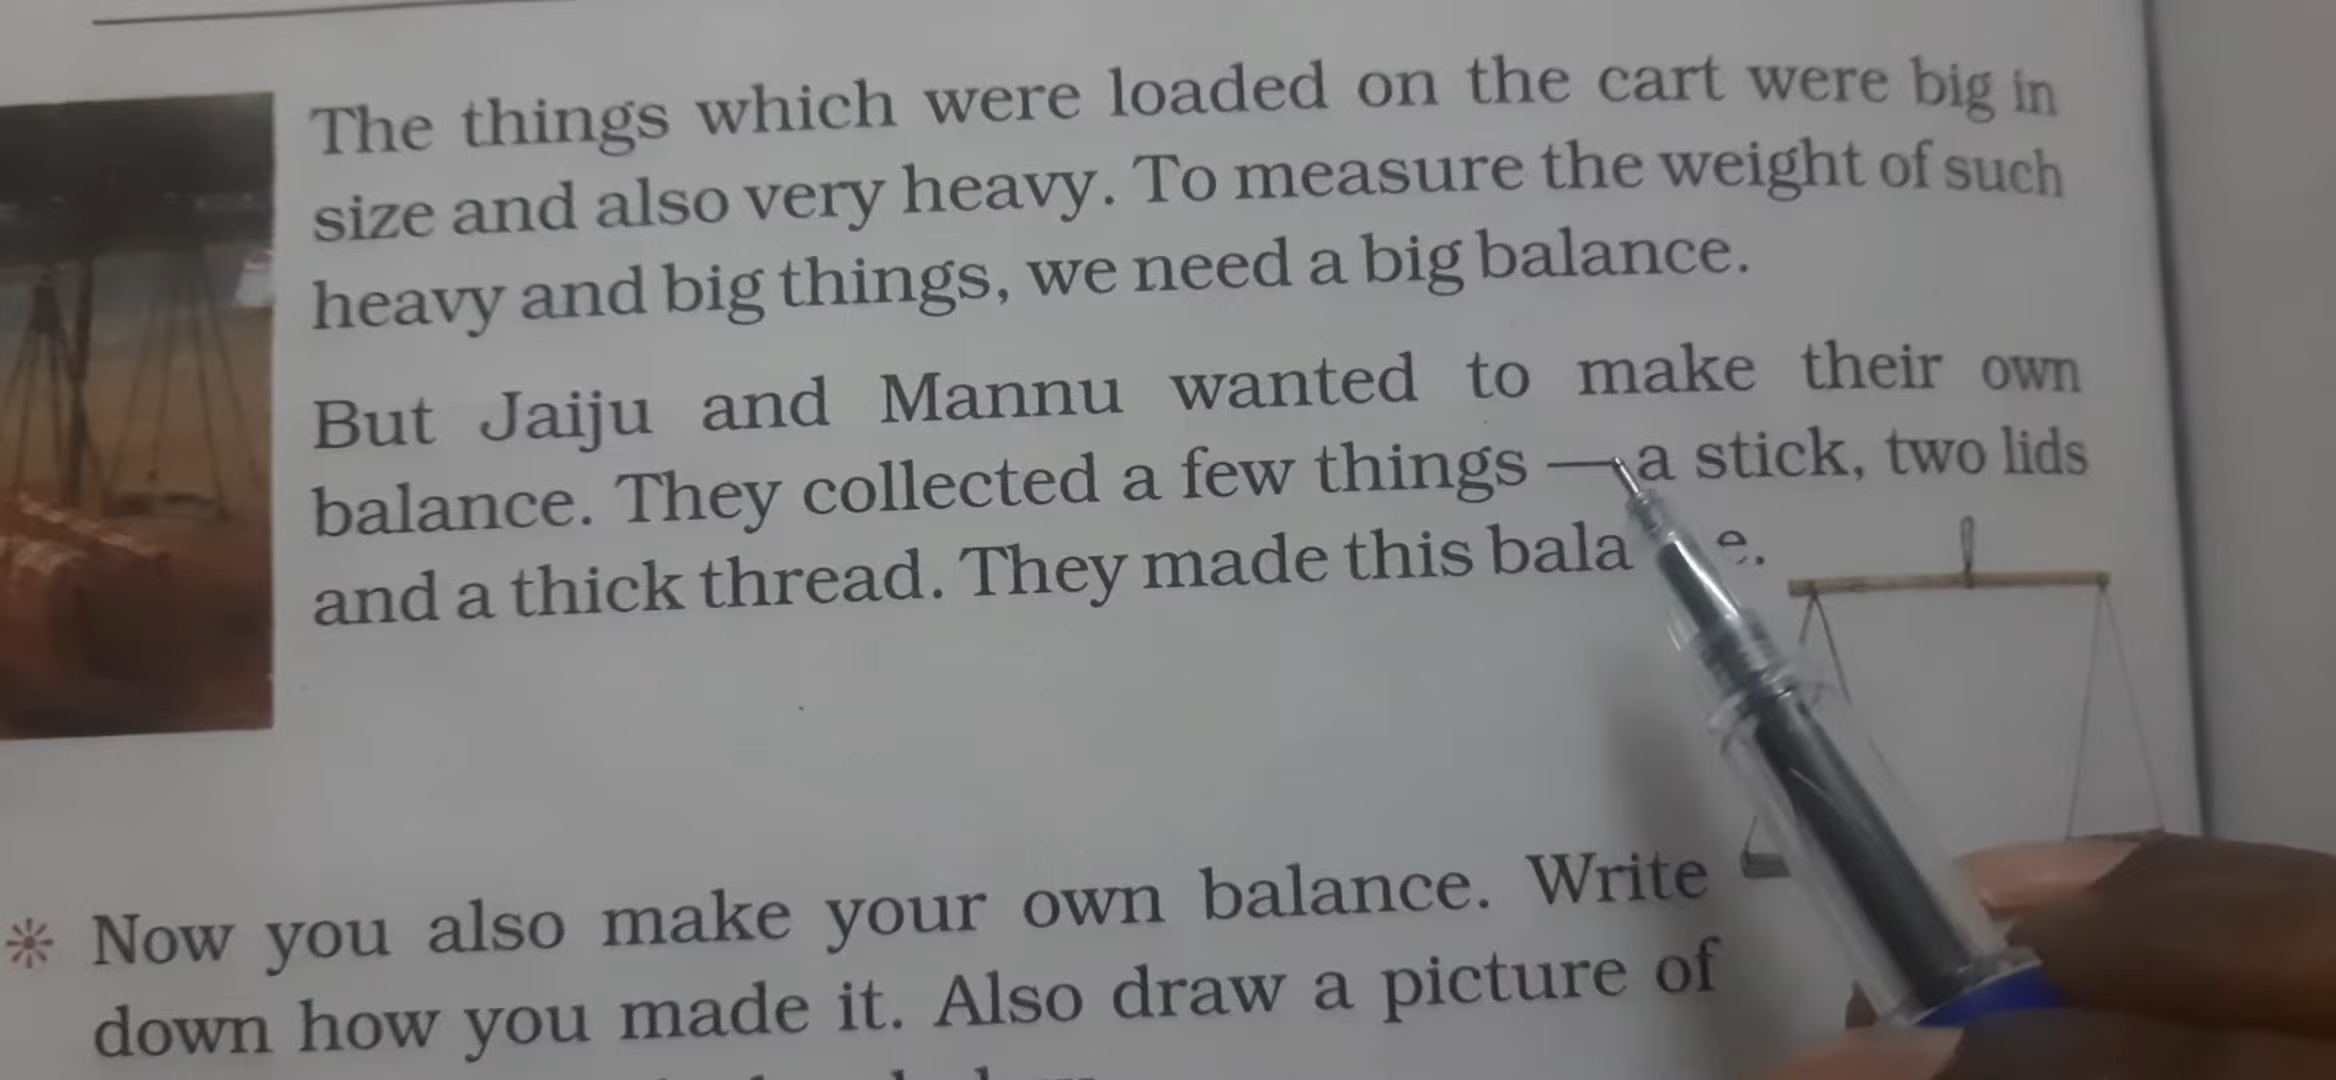 The things which were loaded on the cart were big in
size and also very heavy. To measure the weight of such
heavy and big things, we need a big balance.
But Jaiju and Mannu wanted to make their own
balance. They collected a few things — a stick, two lids
and a thick thread. They made this bala e.
Now you also make your own balance. Write
down how you made it. Also draw a picture of